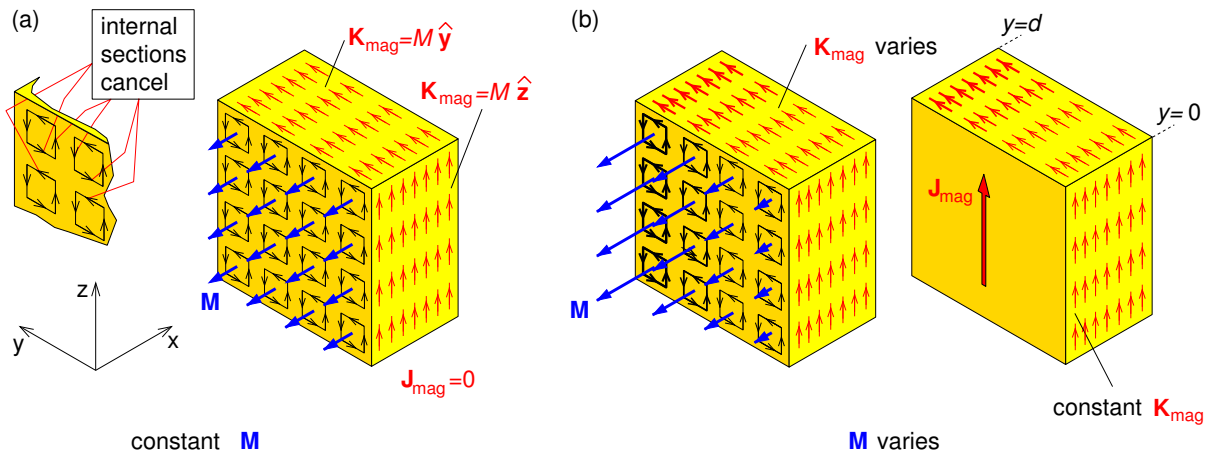 (a)
internal
sections
cancel
K_mag=M ŷ
K_mag=M ẑ
M
J_mag=0
z
y
x
constant M
(b)
K_mag varies
y=d
y=0
J_mag
M
constant K_mag
M varies